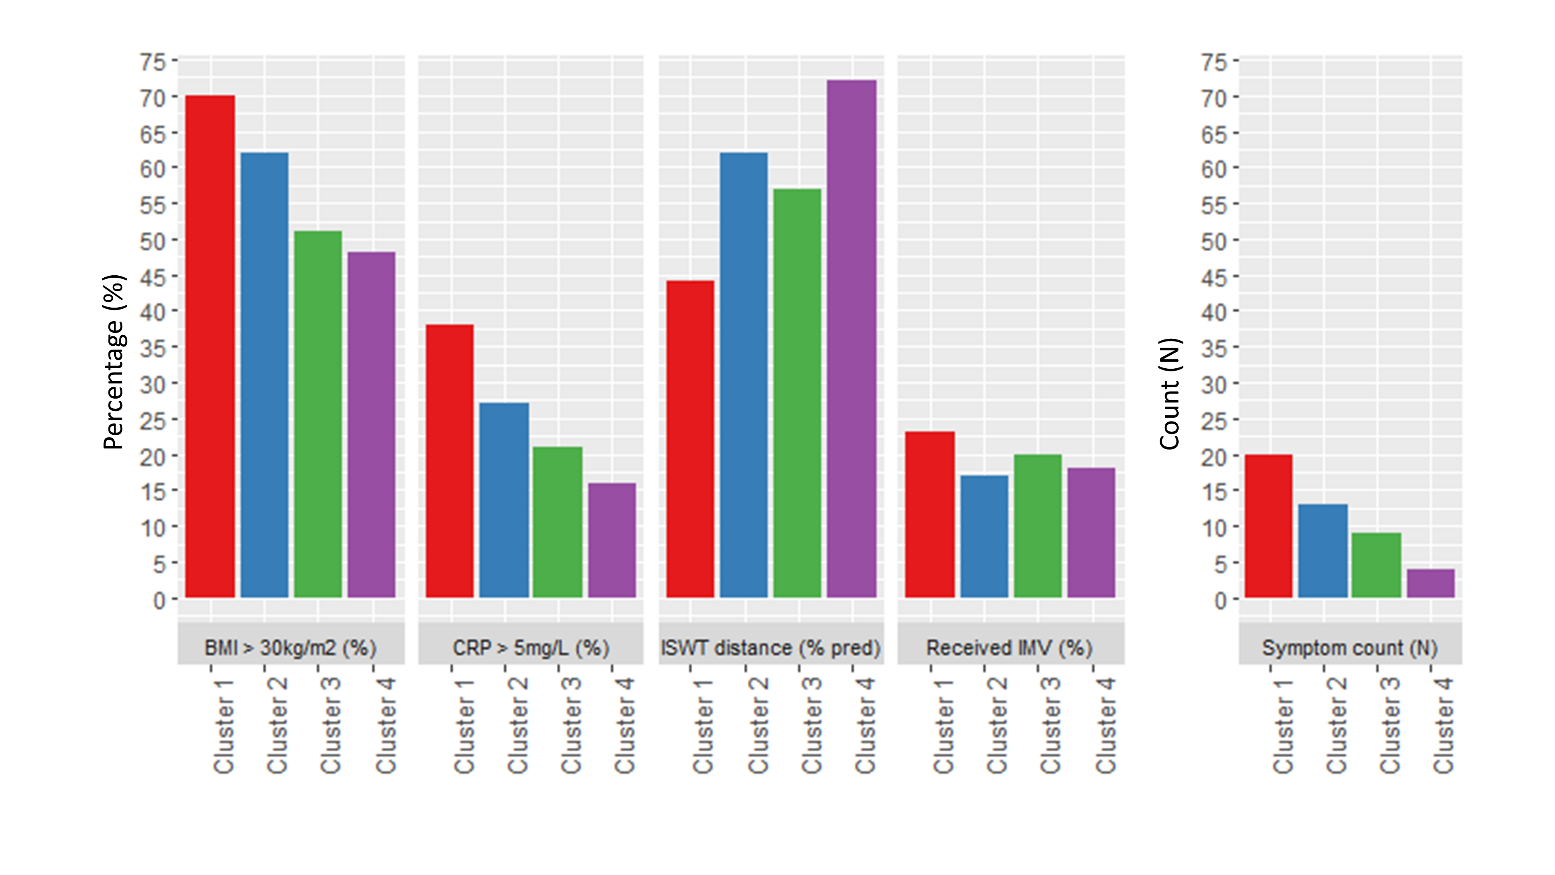 Percentage (%)
75
70
65
60
55
50
45
40
35
30
25
20
15
10
5
0
BMI > 30kg/m2 (%)
CRP > 5mg/L (%)
ISWT distance (% pred)
Received IMV (%)
Cluster 1
Cluster 2
Cluster 3
Cluster 4
Cluster 1
Cluster 2
Cluster 3
Cluster 4
Cluster 1
Cluster 2
Cluster 3
Cluster 4
Cluster 1
Cluster 2
Cluster 3
Cluster 4
Count (N)
75
70
65
60
55
50
45
40
35
30
25
20
15
10
5
0
Symptom count (N)
Cluster 1
Cluster 2
Cluster 3
Cluster 4